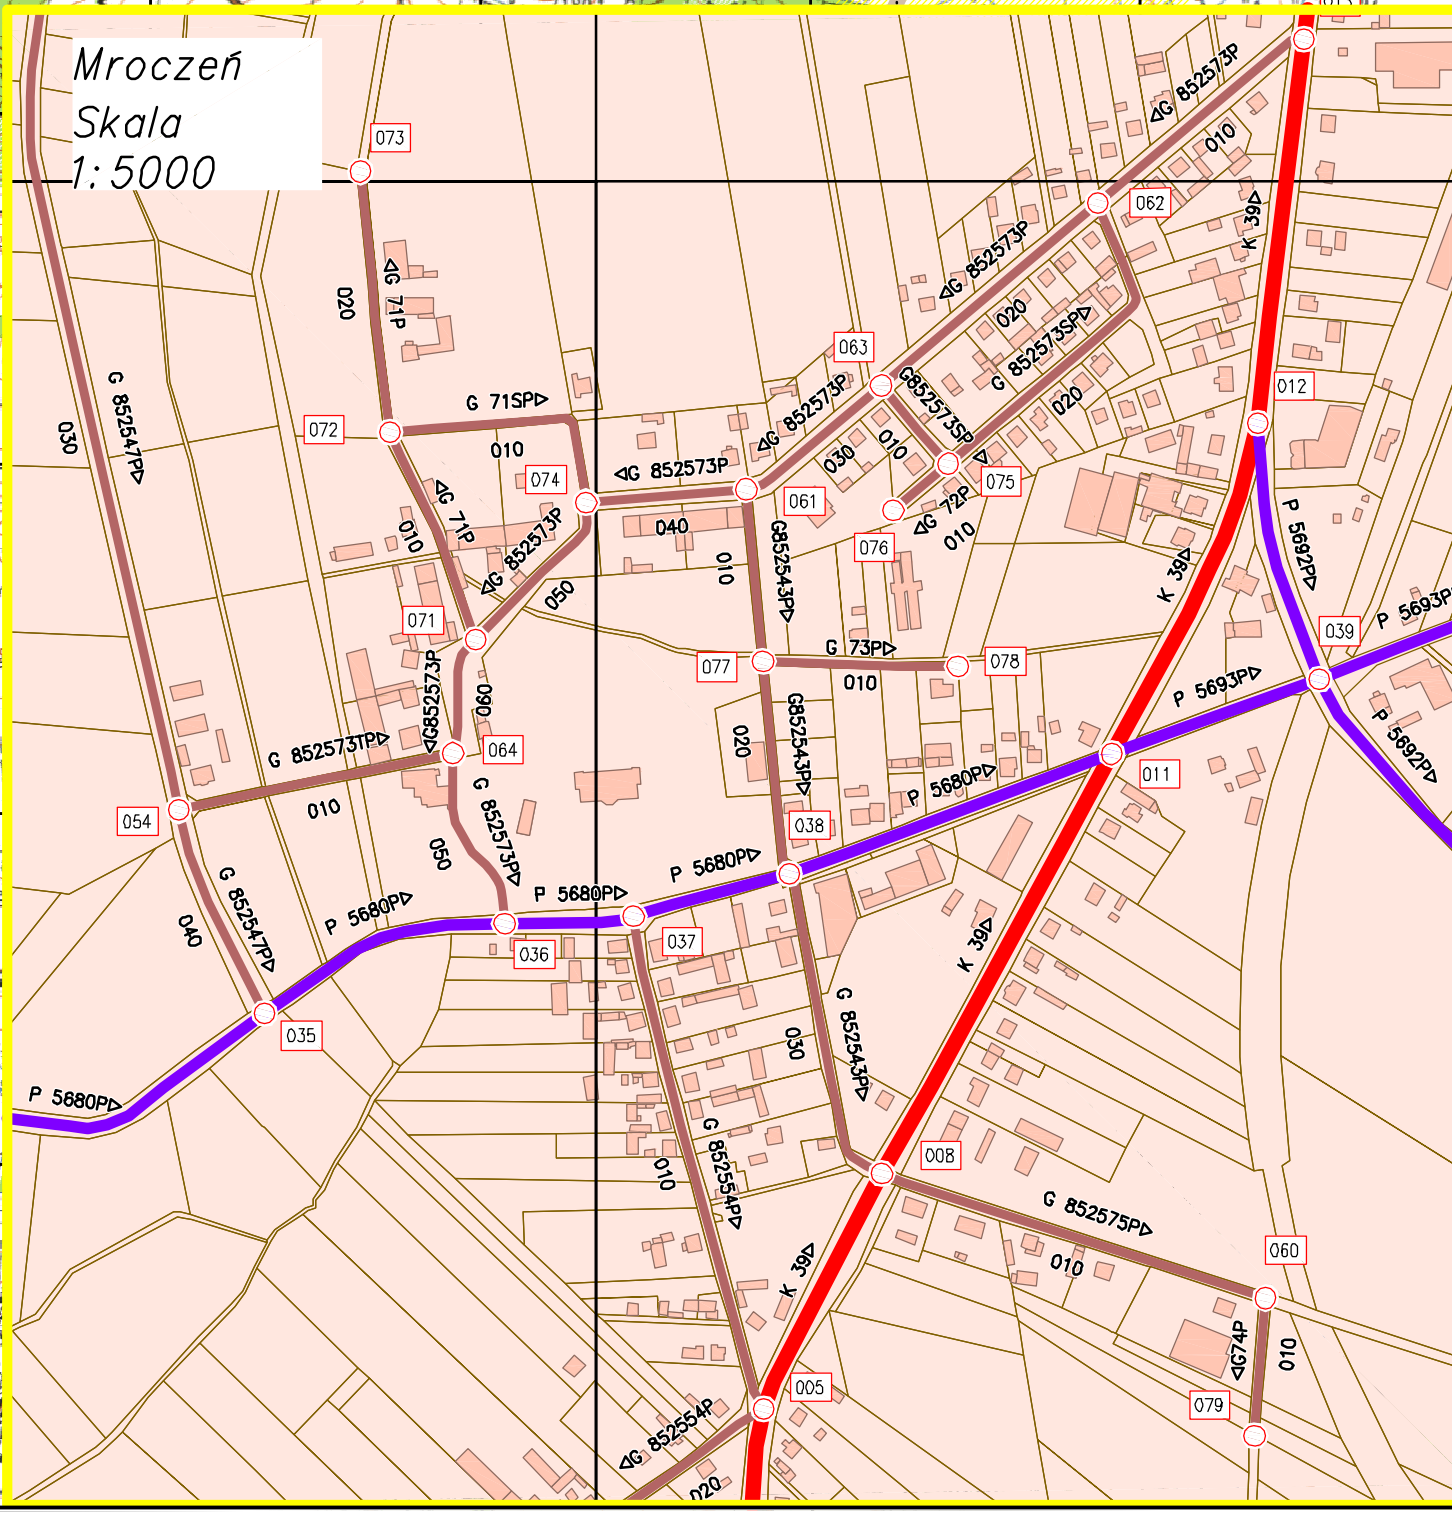 Mroczeń
Skala
1:5000
073
◁G 852573P
010
062
K 39▷
◁G 71P
020
◁G 852573P
020
G 852573SP▷
063
012
G 852547P▷
030
072
G 71SP▷
010
074
◁G 852573P
G852573SP▷
010
020
◁G 852573P
030
040
061
075
◁G 72P
010
076
◁G 71P
010
◁G 852573P
050
071
G852543P▷
010
K 39▷
P 5692P▷
039
P 5693P
077
G 73P▷
010
078
◁G852573P
060
064
G 852573TP▷
010
054
G852543P▷
020
P 5693P▷
P 5692P▷
011
P 5680P▷
038
G 852573P▷
050
P 5680P▷
P 5680P▷
G 852547P▷
040
P 5680P▷
036
037
035
K 39▷
G 852543P▷
030
P 5680P▷
G 852554P▷
010
008
G 852575P▷
010
060
K 39▷
◁G74P
010
079
005
◁G 852554P
020